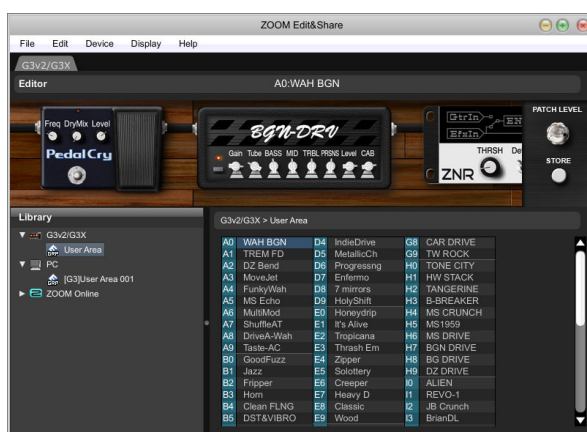 ZOOM Edit&Share
File Edit Device Display Help
G3v2/G3X
Editor A0:WAH BGN
Freq DryMix Level
PedalCry
BGN-DRV
Gain Tube BASS MID TRBL PRSNS Level CAB
GtrIn
EfsIn
EN
THRSH De
ZNR
PATCH LEVEL
STORE
Library
G3v2/G3X
User Area
PC
[G3]User Area 001
ZOOM Online
G3v2/G3X > User Area
A0 WAH BGN D4 IndieDrive G8 CAR DRIVE
A1 TREM FD D5 MetallicCh G9 TW ROCK
A2 DZ Bend D6 Progressng H0 TONE CITY
A3 MoveJet D7 Enfermo H1 HW STACK
A4 FunkyWah D8 7 mirrors H2 TANGERINE
A5 MS Echo D9 HolyShift H3 B-BREAKER
A6 MultiMod E0 Honeydrip H4 MS CRUNCH
A7 ShuffleAT E1 It's Alive H5 MS1959
A8 DriveA-Wah E2 Tropicana H6 MS DRIVE
A9 Taste-AC E3 Thrash Em H7 BGN DRIVE
B0 GoodFuzz E4 Zipper H8 BG DRIVE
B1 Jazz E5 Solottery H9 DZ DRIVE
B2 Fripper E6 Creeper I0 ALIEN
B3 Horn E7 Heavy D I1 REVO-1
B4 Clean FLNG E8 Classic I2 JB Crunch
B5 DST&VIBRO E9 Wood I3 BrianDL